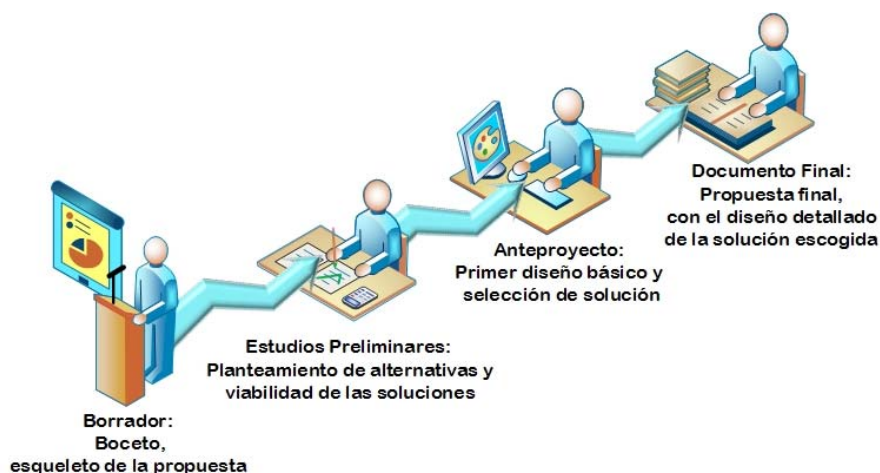 Borrador:
Boceto,
esqueleto de la propuesta
Estudios Preliminares:
Planteamiento de alternativas y
viabilidad de las soluciones
Anteproyecto:
Primer diseño básico y
selección de solución
Documento Final:
Propuesta final,
con el diseño detallado
de la solución escogida